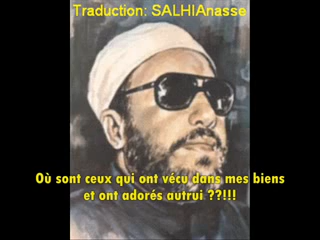 Traduction: SALHIAnasse
Où sont ceux qui ont vécu dans mes biens
et ont adorés autrui ??!!!